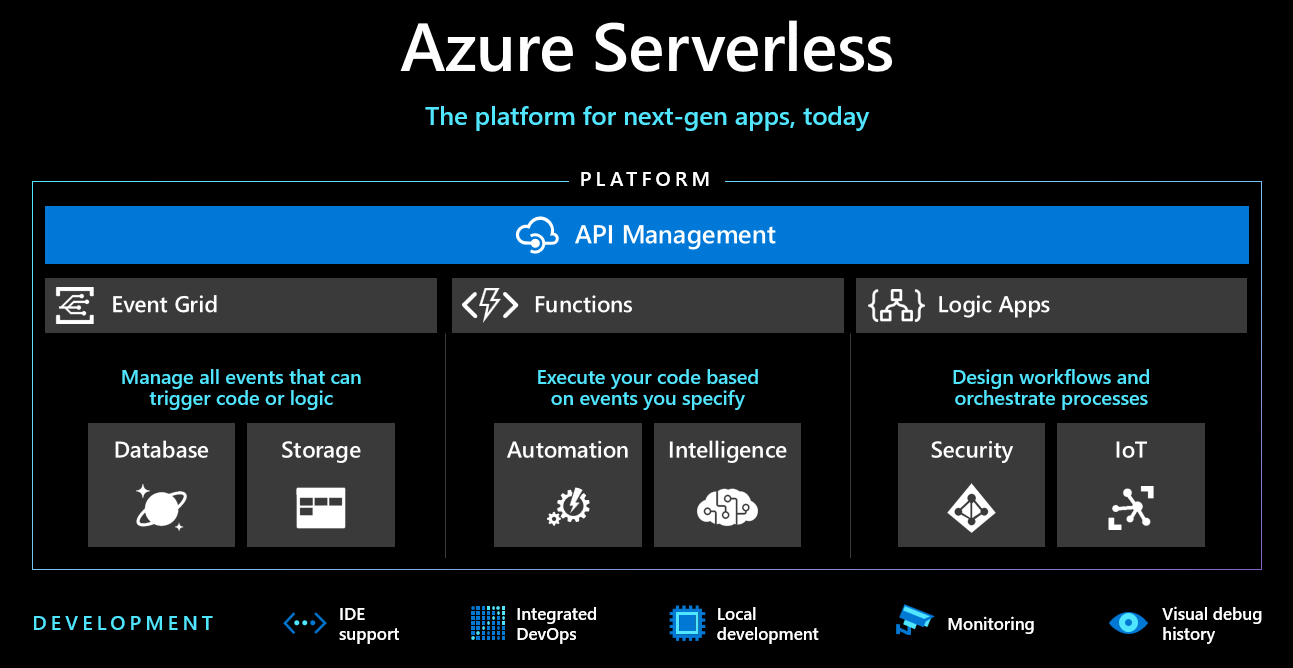 Azure Serverless
The platform for next-gen apps, today
PLATFORM
API Management
Event Grid
Functions
Logic Apps
Manage all events that can
trigger code or logic
Execute your code based
on events you specify
Design workflows and
orchestrate processes
Database
Storage
Automation
Intelligence
Security
IoT
DEVELOPMENT
IDE
support
Integrated
DevOps
Local
development
Monitoring
Visual debug
history